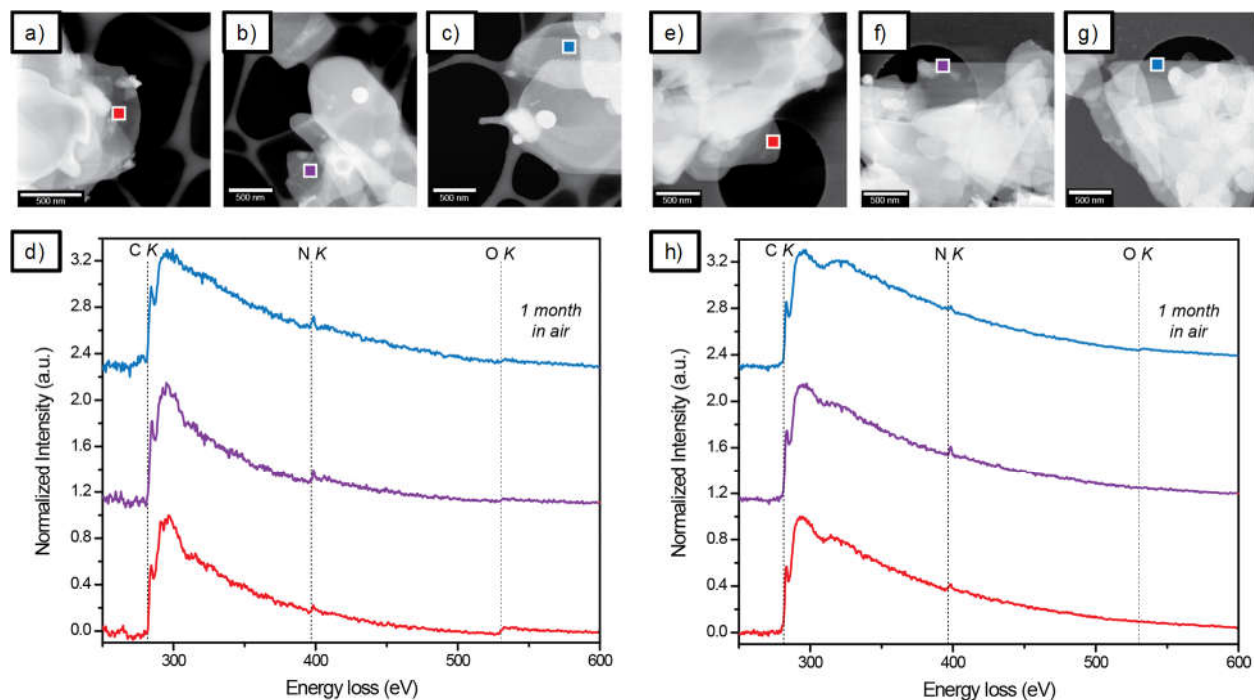 a)
b)
c)
e)
f)
g)
500 nm
500 nm
500 nm
500 nm
500 nm
500 nm
d)
C K
N K
O K
1 month
in air
3.2
2.8
2.4
2.0
1.6
1.2
0.8
0.4
0.0
Normalized Intensity (a.u.)
300
400
500
600
Energy loss (eV)
h)
C K
N K
O K
1 month
in air
3.2
2.8
2.4
2.0
1.6
1.2
0.8
0.4
0.0
Normalized Intensity (a.u.)
300
400
500
600
Energy loss (eV)